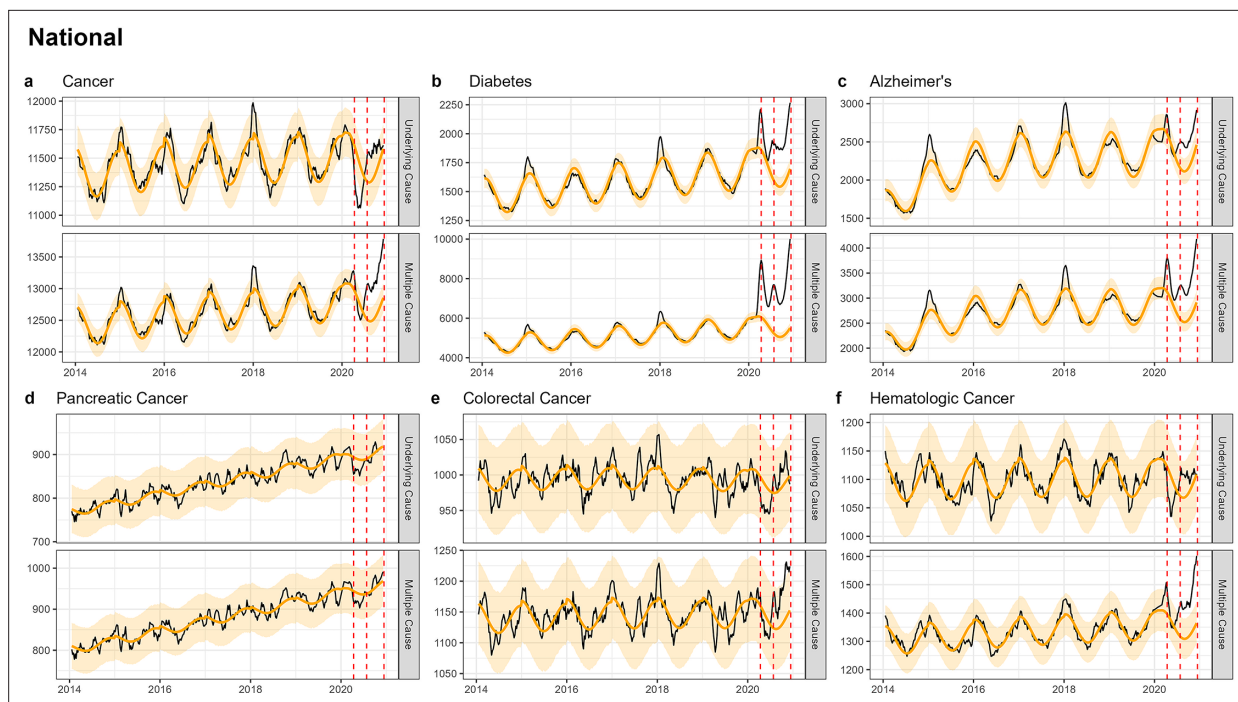 National
a Cancer
12000
11750
11500
11250
11000
Underlying Cause
13500
13000
12500
12000
Multiple Cause
2014 2016 2018 2020
b Diabetes
2250
2000
1750
1500
1250
Underlying Cause
10000
8000
6000
4000
Multiple Cause
2014 2016 2018 2020
c Alzheimer's
3000
2500
2000
1500
Underlying Cause
4000
3500
3000
2500
2000
Multiple Cause
2014 2016 2018 2020
d Pancreatic Cancer
900
800
700
Underlying Cause
1000
900
800
Multiple Cause
2014 2016 2018 2020
e Colorectal Cancer
1050
1000
950
Underlying Cause
1250
1200
1150
1100
1050
Multiple Cause
2014 2016 2018 2020
f Hematologic Cancer
1200
1150
1100
1050
1000
Underlying Cause
1600
1500
1400
1300
1200
Multiple Cause
2014 2016 2018 2020